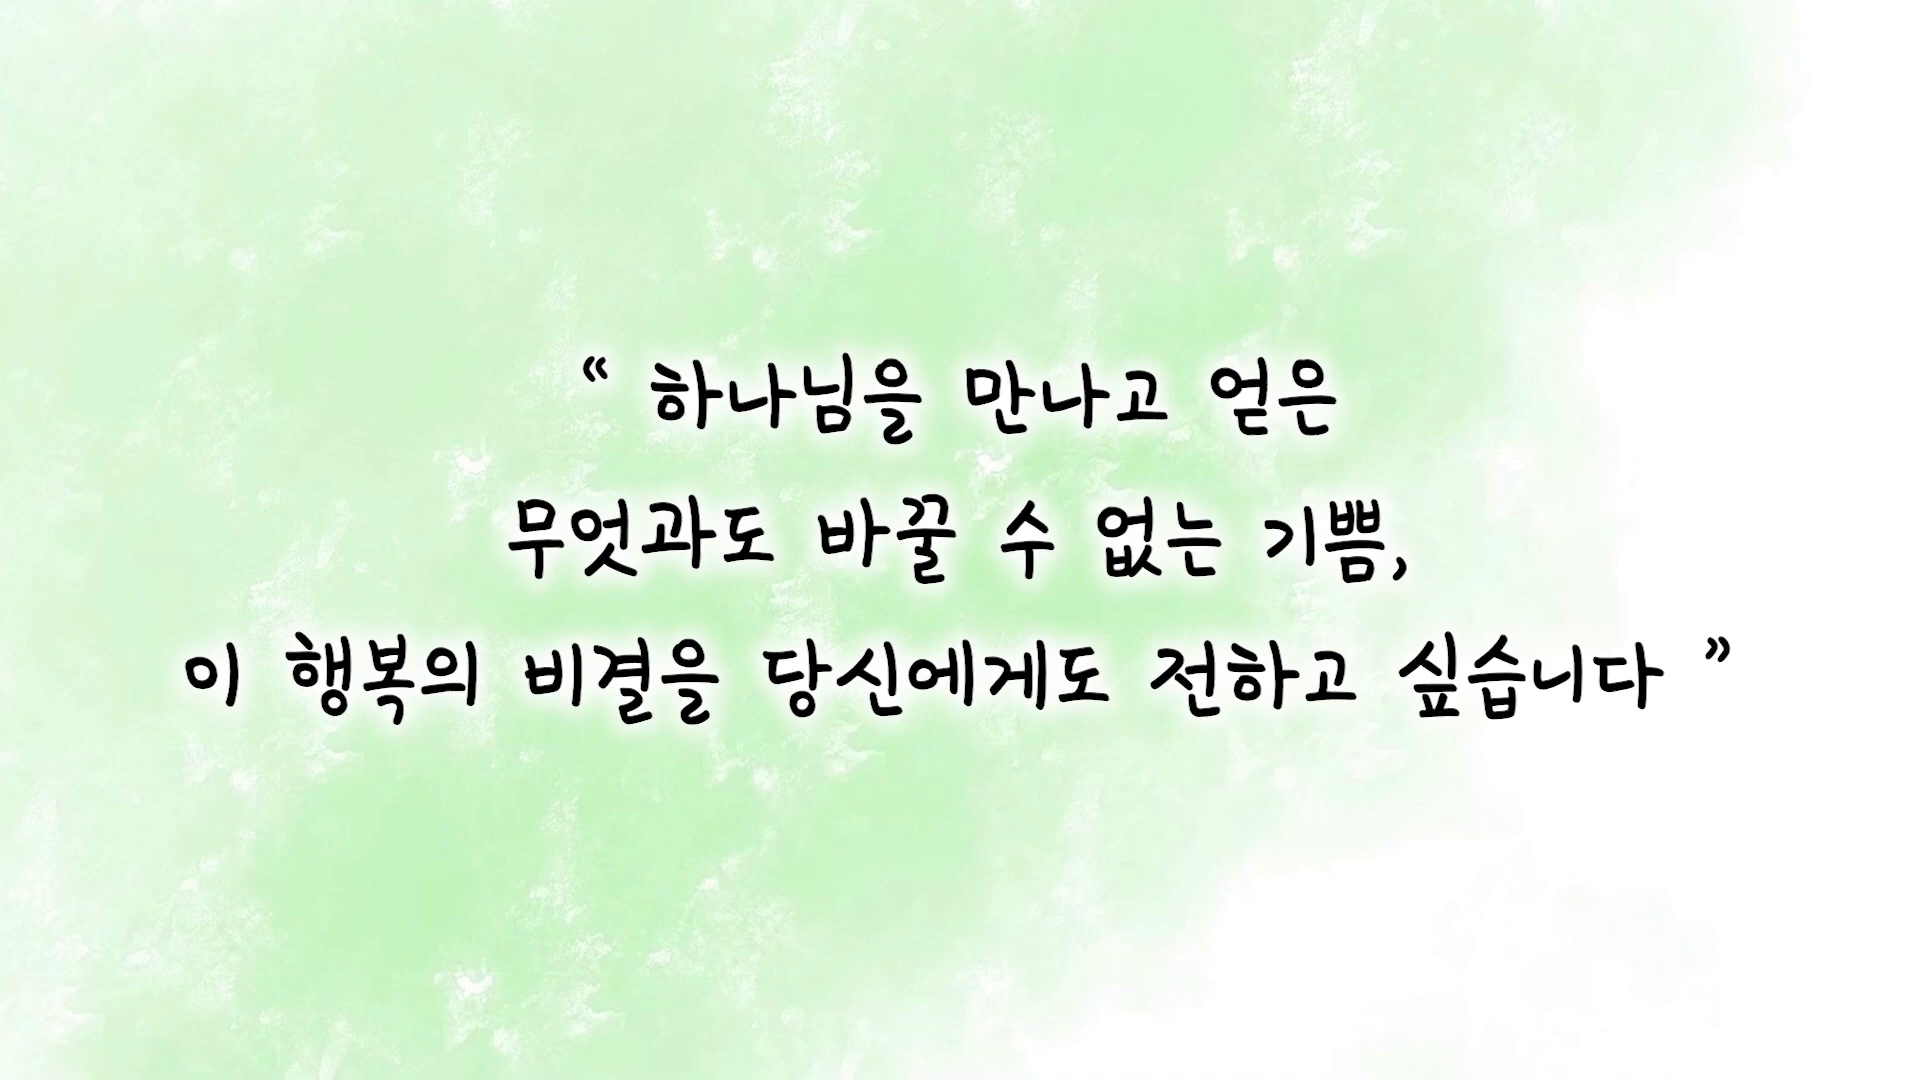 “ 하나님을 만나고 얻은
무엇과도 바꿀 수 없는 기쁨,
이 행복의 비결을 당신에게도 전하고 싶습니다 ”